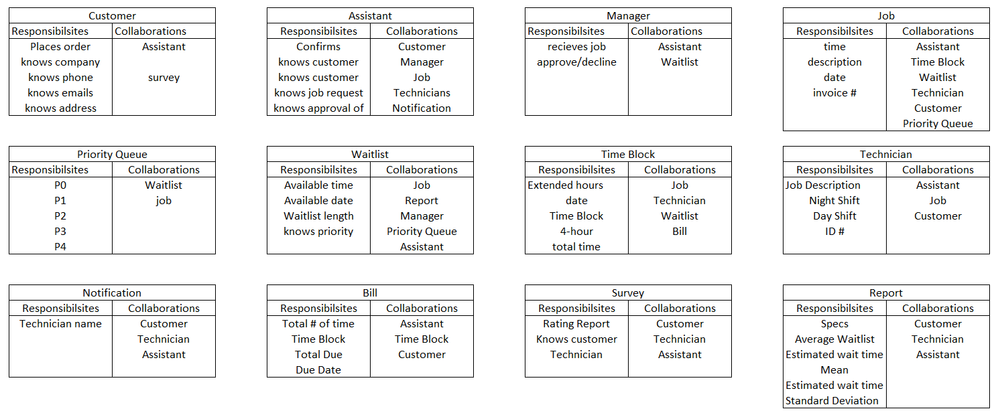 Customer
Responsibilsites Collaborations
Places order Assistant
knows company
knows phone survey
knows emails
knows address
Assistant
Responsibilsites Collaborations
Confirms Customer
knows customer Manager
knows customer Job
knows job request Technicians
knows approval of Notification
Manager
Responsibilsites Collaborations
recieves job Assistant
approve/decline Waitlist
Job
Responsibilsites Collaborations
time Assistant
description Time Block
date Waitlist
invoice # Technician
Customer
Priority Queue
Priority Queue
Responsibilsites Collaborations
P0 Waitlist
P1 job
P2
P3
P4
Waitlist
Responsibilsites Collaborations
Available time Job
Available date Report
Waitlist length Manager
knows priority Priority Queue
Assistant
Time Block
Responsibilsites Collaborations
Extended hours Job
date Technician
Time Block Waitlist
4-hour Bill
total time
Technician
Responsibilsites Collaborations
Job Description Assistant
Night Shift Job
Day Shift Customer
ID #
Notification
Responsibilsites Collaborations
Technician name Customer
Technician
Assistant
Bill
Responsibilsites Collaborations
Total # of time Assistant
Time Block Time Block
Total Due Customer
Due Date
Survey
Responsibilsites Collaborations
Rating Report Customer
Knows customer Technician
Technician Assistant
Report
Responsibilsites Collaborations
Specs Customer
Average Waitlist Technician
Estimated wait time Assistant
Mean
Estimated wait time
Standard Deviation